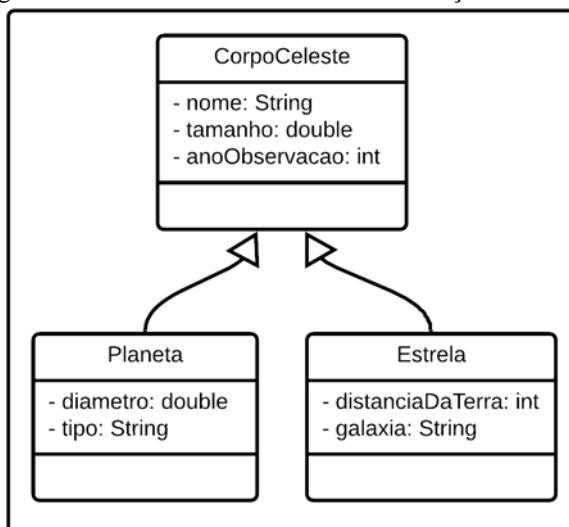 CorpoCeleste
- nome: String
- tamanho: double
- anoObservacao: int
Planeta
- diametro: double
- tipo: String
Estrela
- distanciaDaTerra: int
- galaxia: String